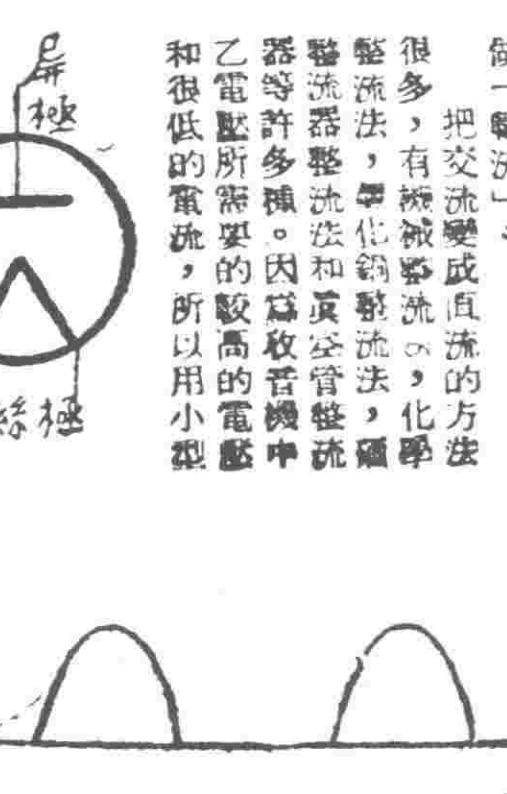 整流」。
把交流變成直流的方法
很多，有機械整流，化學
整流法，氧化銅整流法，硒
整流器整流法和真空管整流
器等許多種。因爲收音機中
乙電壓所需要的較高的電壓
和很低的電流，所以用小型
屏極
絲極